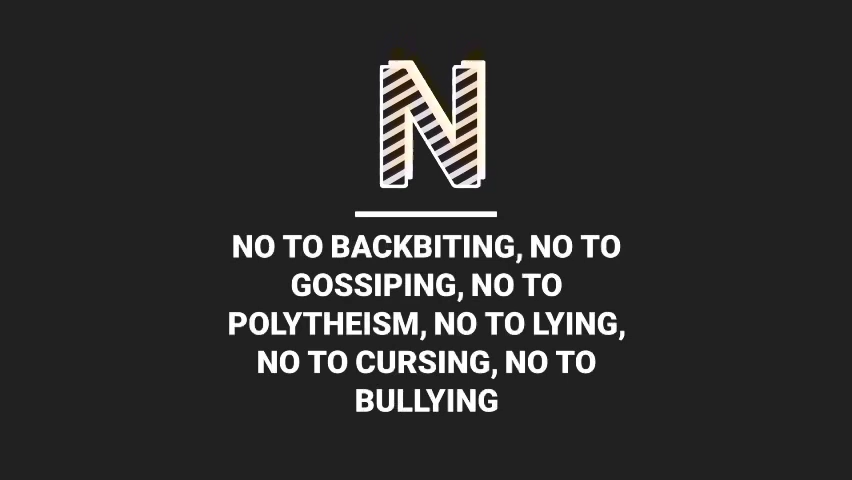 N
NO TO BACKBITING, NO TO
GOSSIPING, NO TO
POLYTHEISM, NO TO LYING,
NO TO CURSING, NO TO
BULLYING